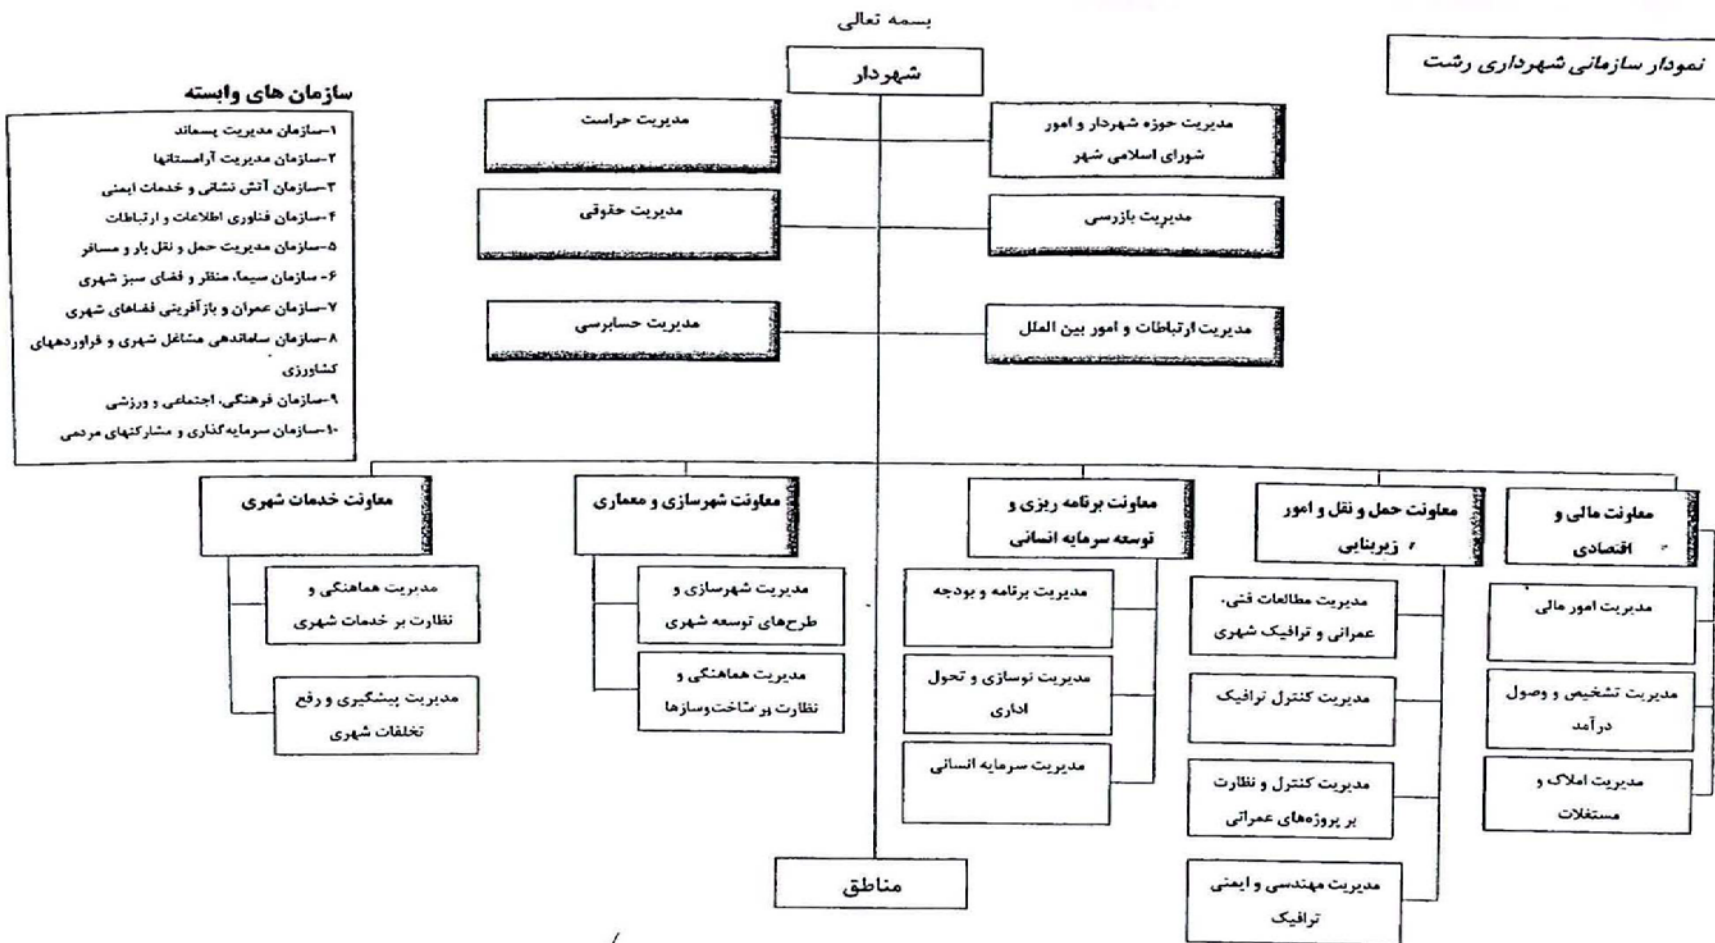 بسمه تعالی
نمودار سازمانی شهرداری رشت
شهردار
سازمان های وابسته
۱-سازمان مدیریت پسماند
۲-سازمان مدیریت آرامستانها
۳-سازمان آتش نشانی و خدمات ایمنی
۴-سازمان فناوری اطلاعات و ارتباطات
۵-سازمان مدیریت حمل و نقل بار و مسافر
۶- سازمان سیما، منظر و فضای سبز شهری
۷-سازمان عمران و بازآفرینی فضاهای شهری
۸-سازمان ساماندهی مشاغل شهری و فراوردههای
کشاورزی
۹-سازمان فرهنگی، اجتماعی و ورزشی
۱۰-سازمان سرمایه‌گذاری و مشارکتهای مردمی
مدیریت حوزه شهردار و امور
شورای اسلامی شهر
مدیریت حراست
مدیریت بازرسی
مدیریت حقوقی
مدیریت ارتباطات و امور بین الملل
مدیریت حسابرسی
معاونت مالی و
اقتصادی
مدیریت امور مالی
مدیریت تشخیص و وصول
درآمد
مدیریت املاک و
مستغلات
معاونت حمل و نقل و امور
زیربنایی
مدیریت مطالعات فنی،
عمرانی و ترافیک شهری
مدیریت کنترل ترافیک
مدیریت کنترل و نظارت
بر پروژه‌های عمرانی
مدیریت مهندسی و ایمنی
ترافیک
معاونت برنامه ریزی و
توسعه سرمایه انسانی
مدیریت برنامه و بودجه
مدیریت نوسازی و تحول
اداری
مدیریت سرمایه انسانی
معاونت شهرسازی و معماری
مدیریت شهرسازی و
طرح‌های توسعه شهری
مدیریت هماهنگی و
نظارت بر ساخت‌وسازها
معاونت خدمات شهری
مدیریت هماهنگی و
نظارت بر خدمات شهری
مدیریت پیشگیری و رفع
تخلفات شهری
مناطق